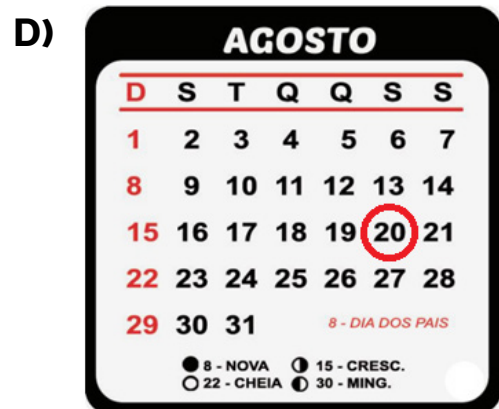 D)
AGOSTO
D S T Q Q S S
1 2 3 4 5 6 7
8 9 10 11 12 13 14
15 16 17 18 19 20 21
22 23 24 25 26 27 28
29 30 31 8 - DIA DOS PAIS
8 - NOVA 15 - CRESC.
22 - CHEIA 30 - MING.